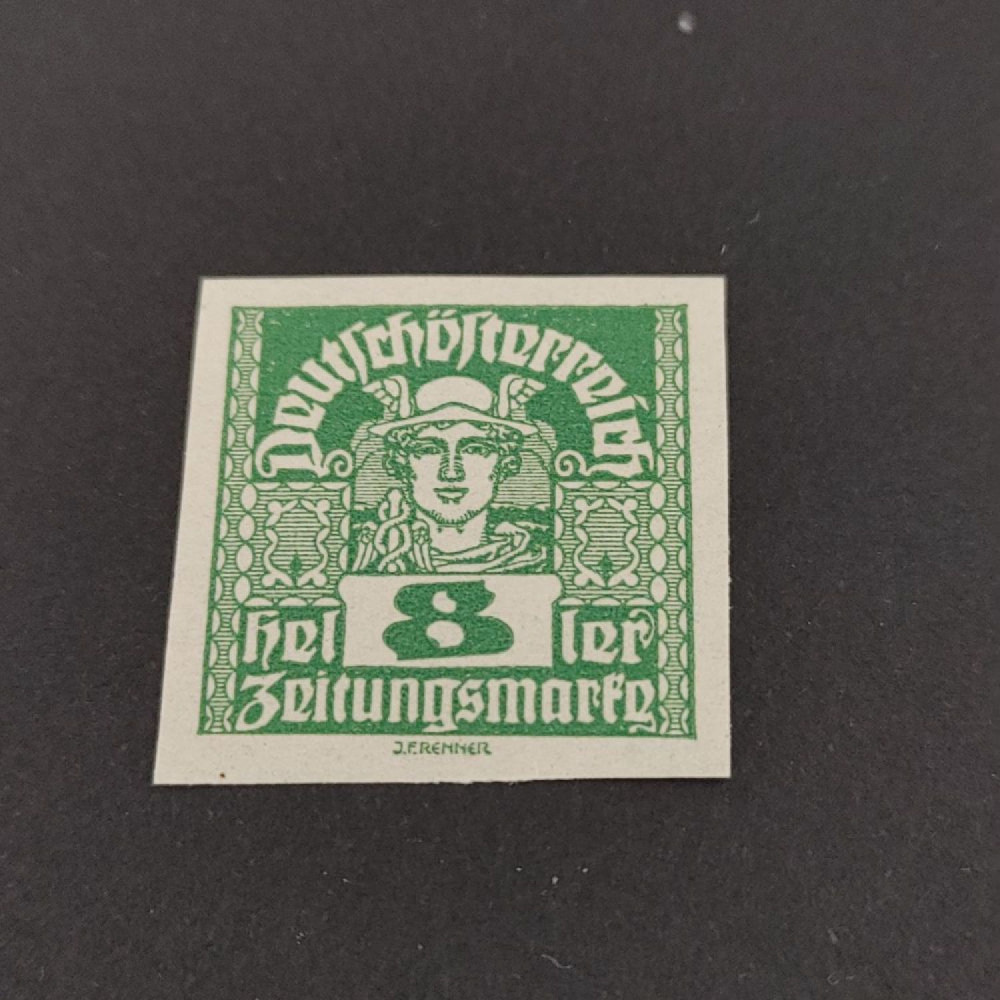 Deutſchöſterreich
hel 8 ler
Zeitungsmarke
J.F.RENNER